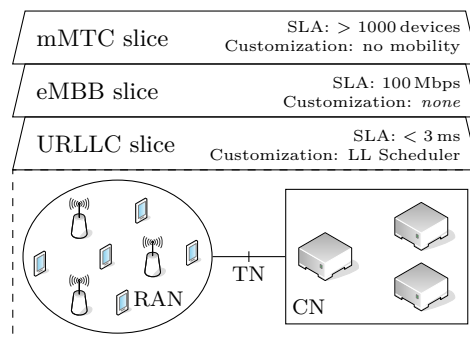 mMTC slice
SLA: > 1000 devices
Customization: no mobility
eMBB slice
SLA: 100 Mbps
Customization: none
URLLC slice
SLA: < 3 ms
Customization: LL Scheduler
RAN
TN
CN